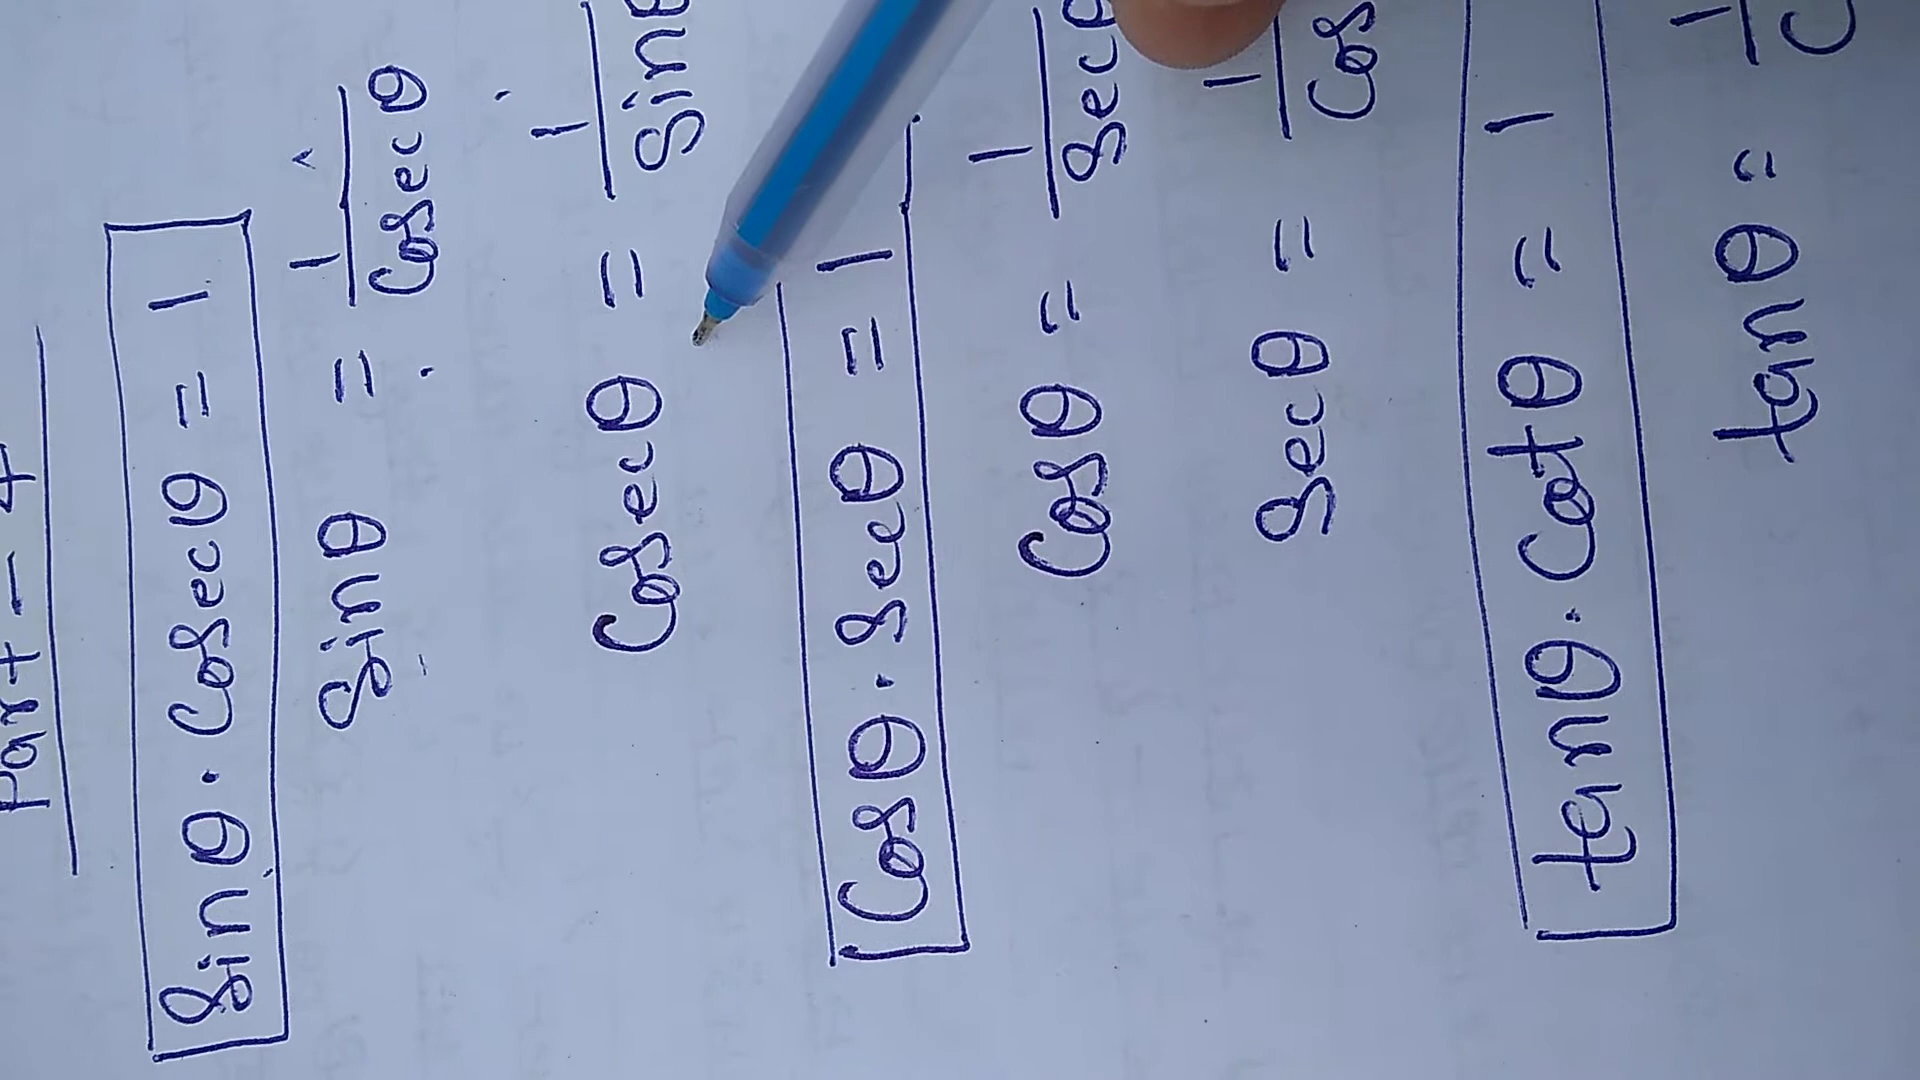 Part - 4
Sinθ · Cosecθ = 1
Sinθ = 1/Cosecθ
Cosecθ = 1/Sinθ
Cosθ · Secθ = 1
Cosθ = 1/Secθ
Secθ = 1/Cos
tanθ · Cotθ = 1
tanθ = 1/C